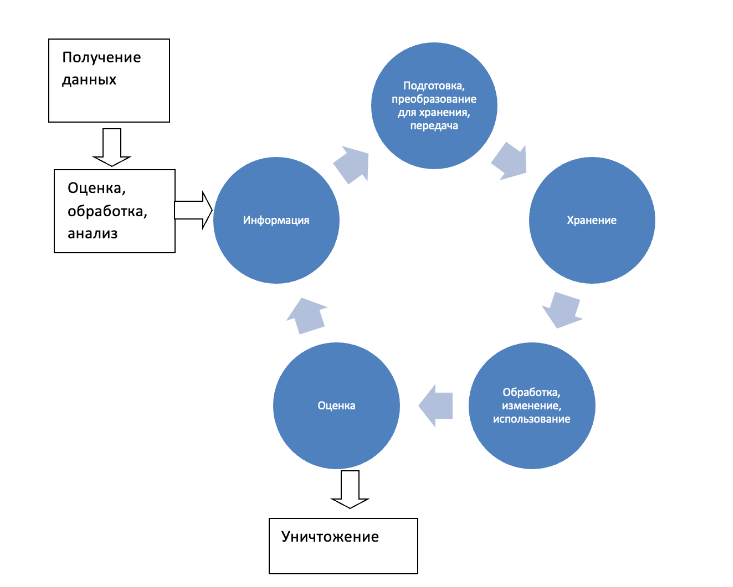 Получение
данных
Оценка,
обработка,
анализ
Информация
Подготовка,
преобразование
для хранения,
передача
Хранение
Обработка,
изменение,
использование
Оценка
Уничтожение